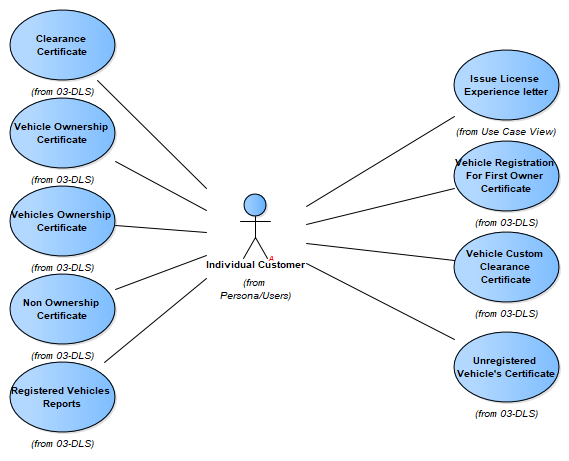 Clearance
Certificate
(from 03-DLS)
Vehicle Ownership
Certificate
(from 03-DLS)
Vehicles Ownership
Certificate
(from 03-DLS)
Non Ownership
Certificate
(from 03-DLS)
Registered Vehicles
Reports
(from 03-DLS)
A
Individual Customer
(from
Persona/Users)
Issue License
Experience letter
(from Use Case View)
Vehicle Registration
For First Owner
Certificate
(from 03-DLS)
Vehicle Custom
Clearance
Certificate
(from 03-DLS)
Unregistered
Vehicle's Certificate
(from 03-DLS)